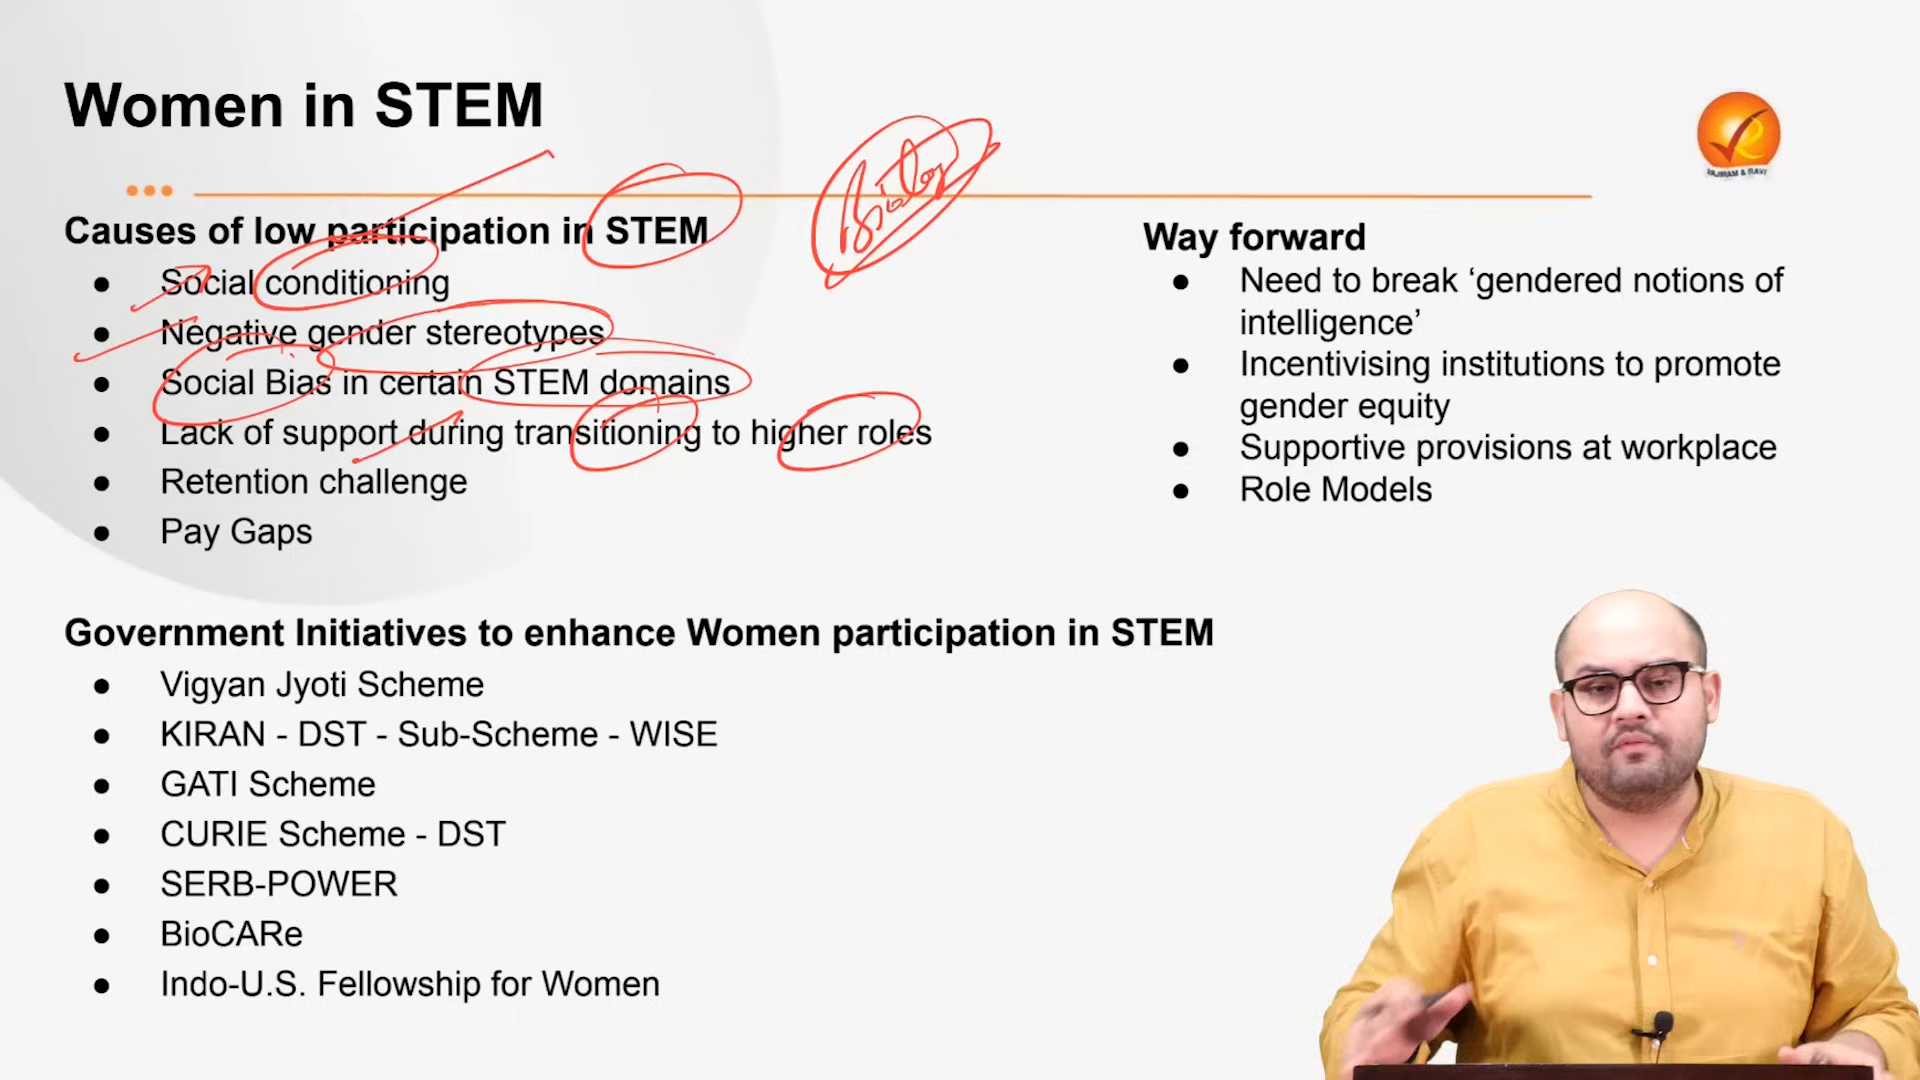 Women in STEM
VAJIRAM & RAVI
Biology
Causes of low participation in STEM
● Social conditioning
● Negative gender stereotypes
● Social Bias in certain STEM domains
● Lack of support during transitioning to higher roles
● Retention challenge
● Pay Gaps
Way forward
● Need to break ‘gendered notions of
intelligence’
● Incentivising institutions to promote
gender equity
● Supportive provisions at workplace
● Role Models
Government Initiatives to enhance Women participation in STEM
● Vigyan Jyoti Scheme
● KIRAN - DST - Sub-Scheme - WISE
● GATI Scheme
● CURIE Scheme - DST
● SERB-POWER
● BioCARe
● Indo-U.S. Fellowship for Women